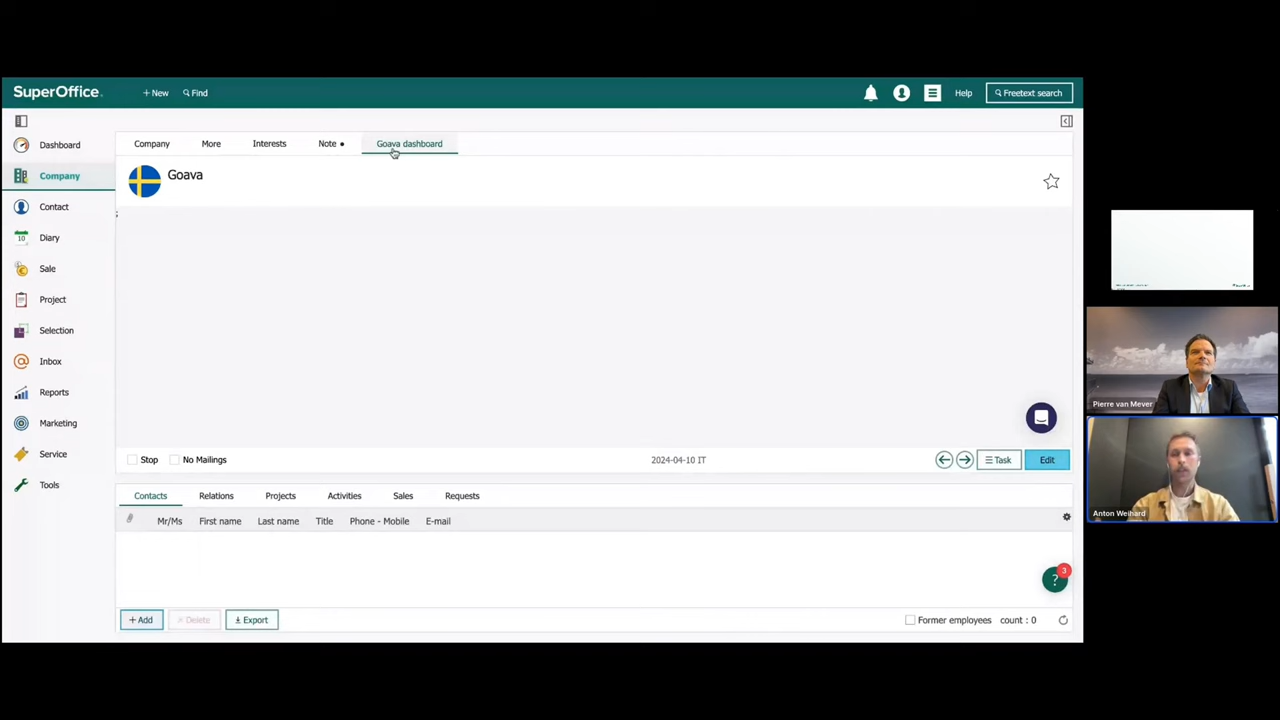 SuperOffice
+ New
Find
Help
Freetext search
Dashboard
Company
Contact
Diary
10
Sale
Project
Selection
Inbox
Reports
Marketing
Service
Tools
Company More Interests Note • Goava dashboard
Goava
;
Stop
No Mailings
2024-04-10 IT
Task
Edit
Contacts Relations Projects Activities Sales Requests
Mr/Ms First name Last name Title Phone - Mobile E-mail
3
?
+ Add
× Delete
Export
Former employees
count : 0
Pierre van Mever
Anton Weihard